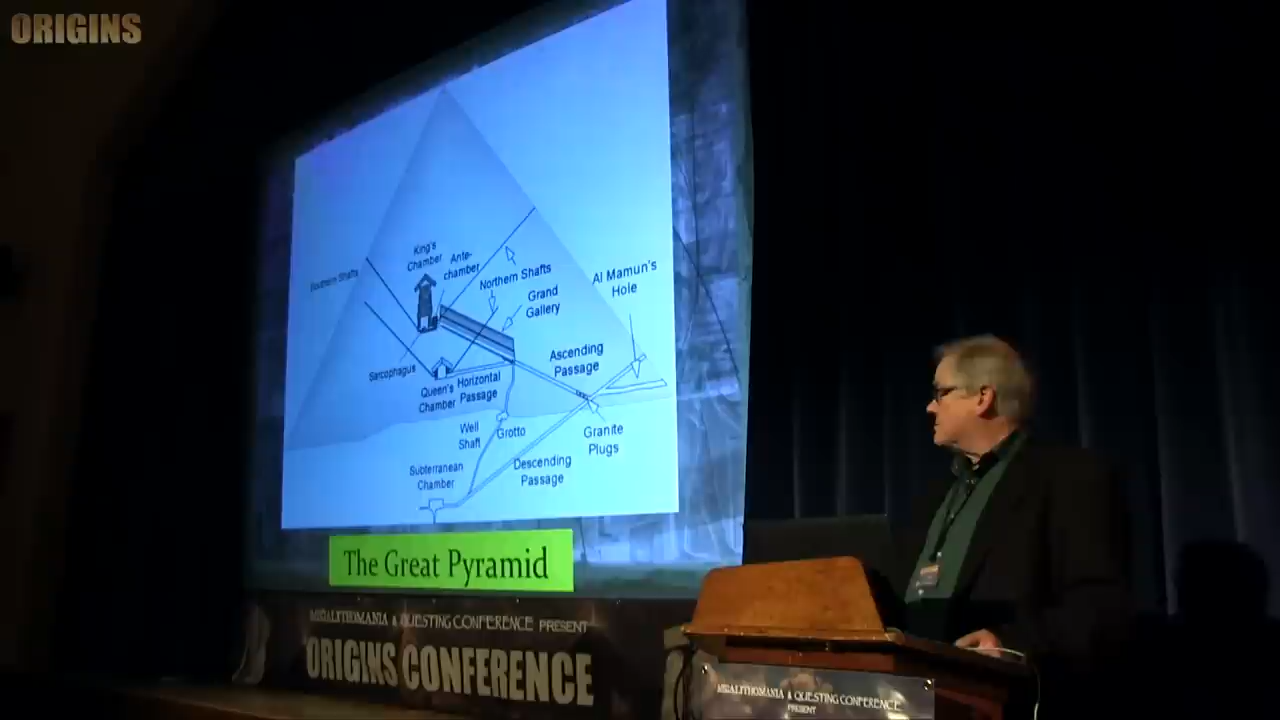 ORIGINS
King's
Chamber
Ante-
chamber
Southern Shafts
Northern Shafts
Al Mamun's
Hole
Grand
Gallery
Ascending
Passage
Sarcophagus
Queen's
Chamber
Horizontal
Passage
Well
Shaft
Grotto
Granite
Plugs
Descending
Passage
Subterranean
Chamber
The Great Pyramid
MEGALITHOMANIA & QUESTING CONFERENCE PRESENT
ORIGINS CONFERENCE
MEGALITHOMANIA & QUESTING CONFERENCE
PRESENT